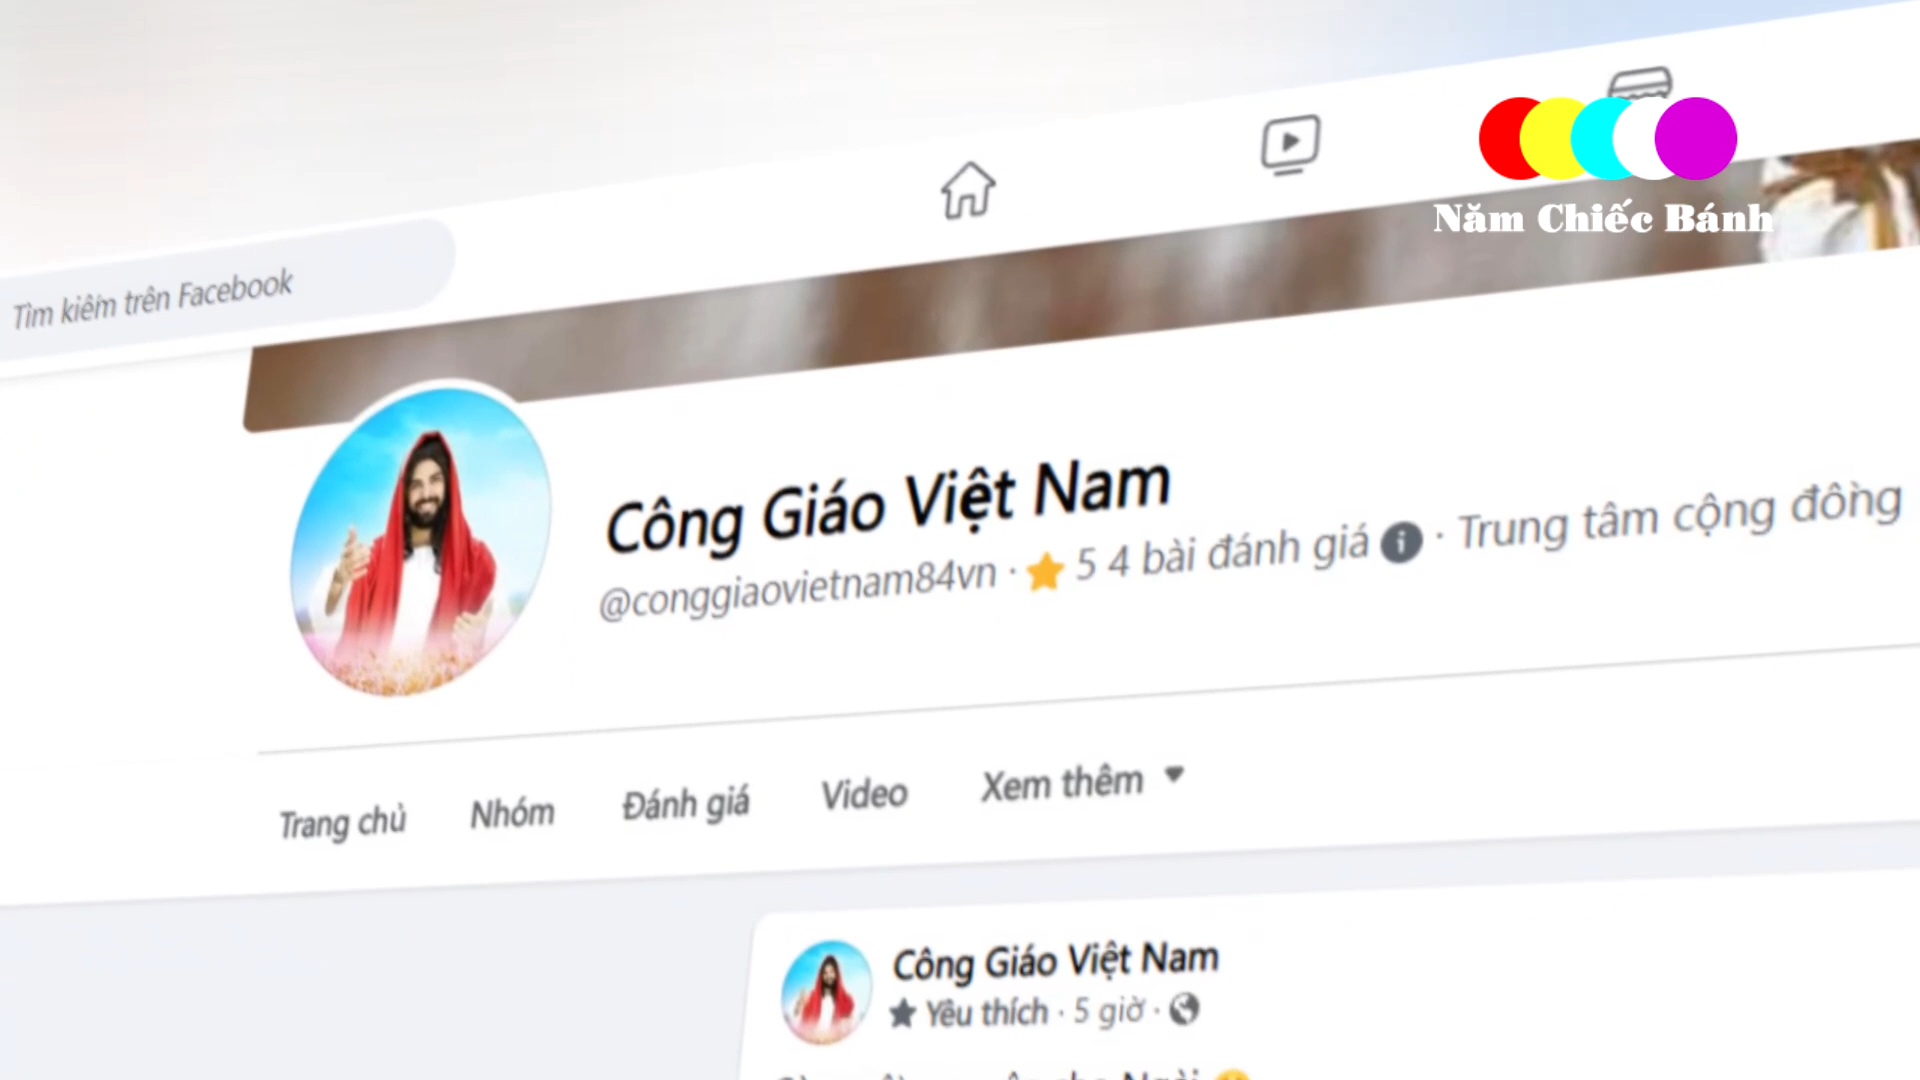 Năm Chiếc Bánh
Tìm kiếm trên Facebook
Công Giáo Việt Nam
@conggiaovietnam84vn · 5 4 bài đánh giá · Trung tâm cộng đồng
Trang chủ Nhóm Đánh giá Video Xem thêm
Công Giáo Việt Nam
Yêu thích · 5 giờ ·